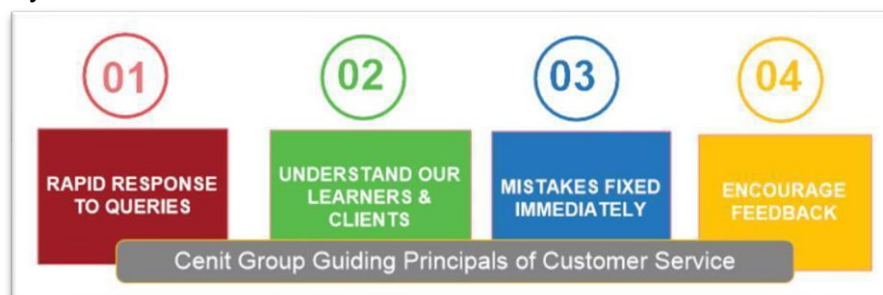 01
02
03
04
RAPID RESPONSE
TO QUERIES
UNDERSTAND OUR
LEARNERS &
CLIENTS
MISTAKES FIXED
IMMEDIATELY
ENCOURAGE
FEEDBACK
Cenit Group Guiding Principals of Customer Service